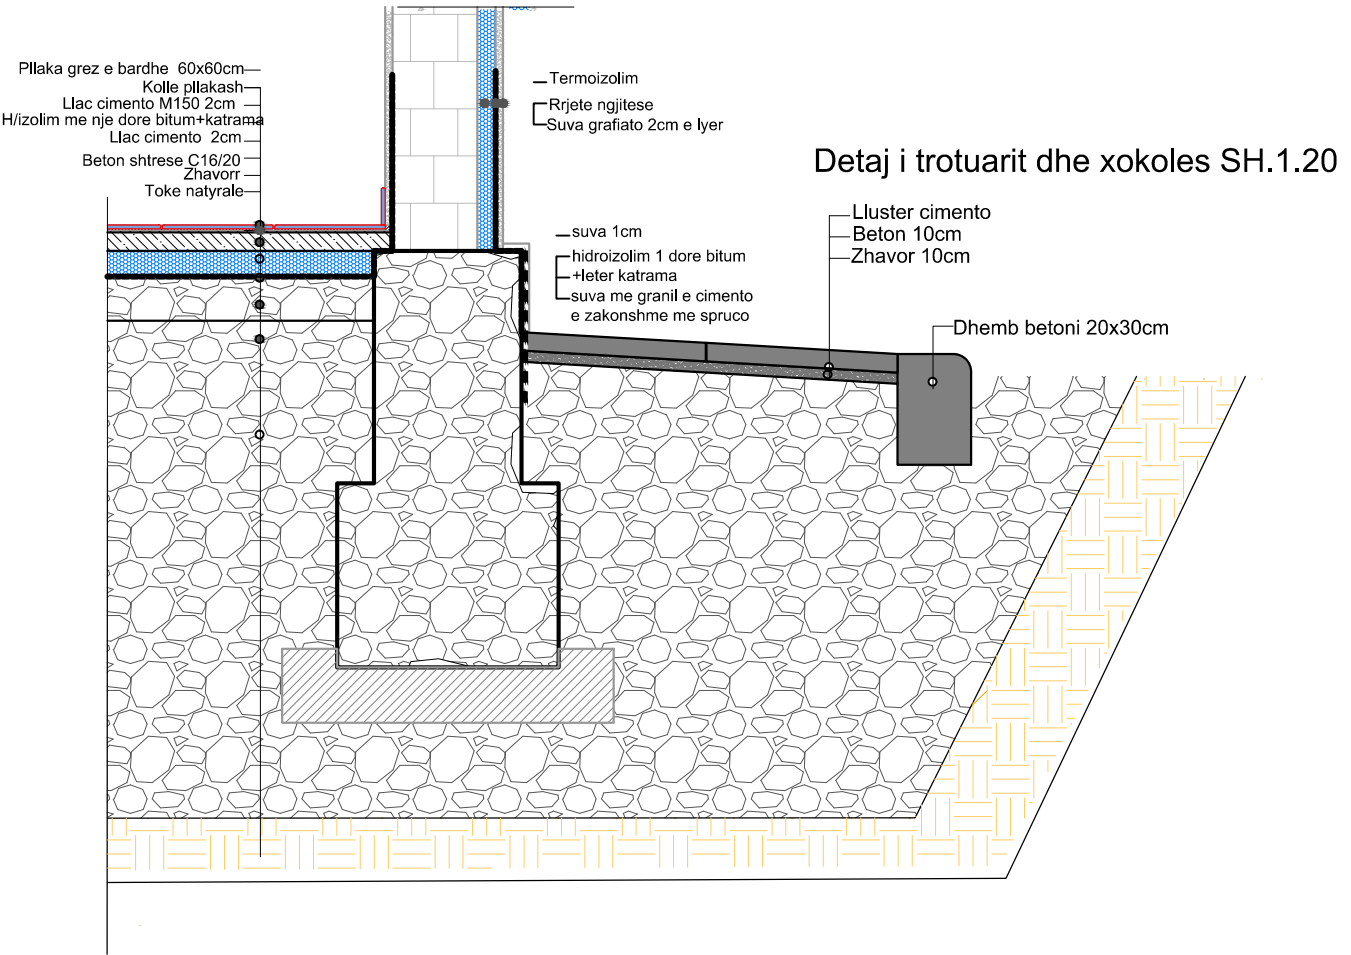 Pllaka grez e bardhe 60x60cm
Kolle pllakash
Llac cimento M150 2cm
H/izolim me nje dore bitum+katrama
Llac cimento 2cm
Beton shtrese C16/20
Zhavorr
Toke natyrale
Termoizolim
Rrjete ngjitese
Suva grafiato 2cm e lyer
Detaj i trotuarit dhe xokoles SH.1.20
suva 1cm
hidroizolim 1 dore bitum
+leter katrama
suva me granil e cimento
e zakonshme me spruco
Lluster cimento
Beton 10cm
Zhavor 10cm
Dhemb betoni 20x30cm